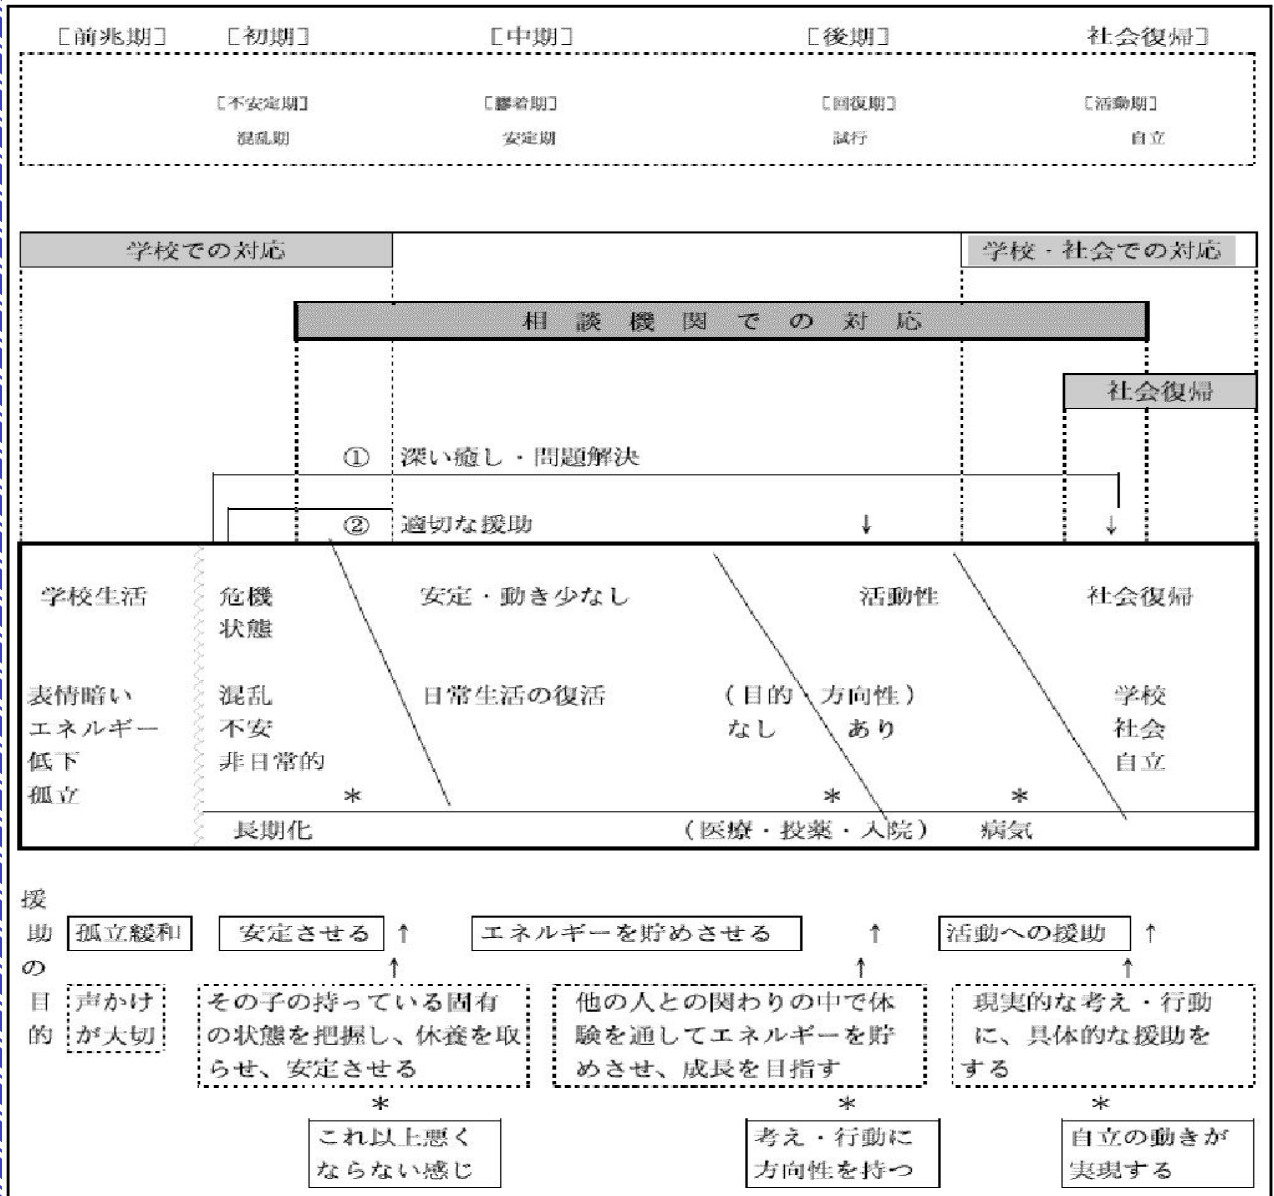 ［前兆期］ ［初期］ ［中期］ ［後期］ 社会復帰］
［不安定期］ ［膠着期］ ［回復期］ ［活動期］
混乱期 安定期 試行 自立
学校での対応 学校・社会での対応
相談機関での対応
社会復帰
① 深い癒し・問題解決
② 適切な援助 ↓ ↓
学校生活 危機 安定・動き少なし 活動性 社会復帰
状態
表情暗い 混乱 日常生活の復活 （目的・方向性） 学校
エネルギー 不安 なし あり 社会
低下 非日常的 自立
孤立 ＊ ＊ ＊
長期化 （医療・投薬・入院） 病気
援助の目的
孤立緩和 安定させる ↑ エネルギーを貯めさせる ↑ 活動への援助 ↑
↑ ↑ ↑
声かけ その子の持っている固有 他の人との関わりの中で体 現実的な考え・行動
が大切 の状態を把握し、休養を取 験を通してエネルギーを貯 に、具体的な援助を
らせ、安定させる めさせ、成長を目指す する
＊ ＊ ＊
これ以上悪く 考え・行動に 自立の動きが
ならない感じ 方向性を持つ 実現する